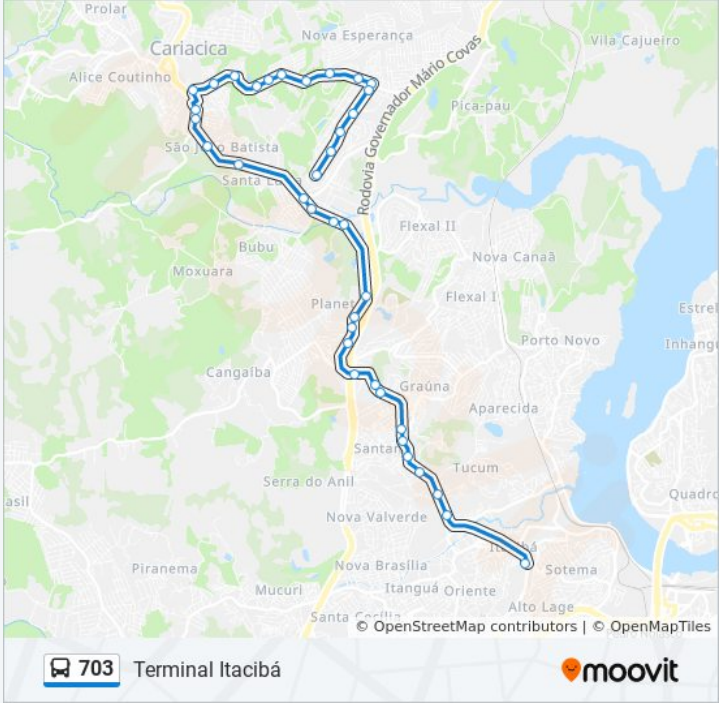 Prolar
Nova Esperança
Cariacica
Vila Cajueiro
Alice Coutinho
Rodovia Governador Mário Covas
Pica-pau
São João Batista
Santa Luzia
Flexal II
Bubu
Nova Canaã
Moxuara
Flexal I
Planet
Estrel
Porto Novo
Inhang
Cangaíba
Graúna
Aparecida
Santan
Tucum
Serra do Anil
asil
Quadro
Nova Valverde
Itacibá
Piranema
Nova Brasília
Sotema
Mucuri
Itanguá
Oriente
Alto Lage
Santa Cecília
© OpenStreetMap contributors | © OpenMapTiles
703 Terminal Itacibá
moovit